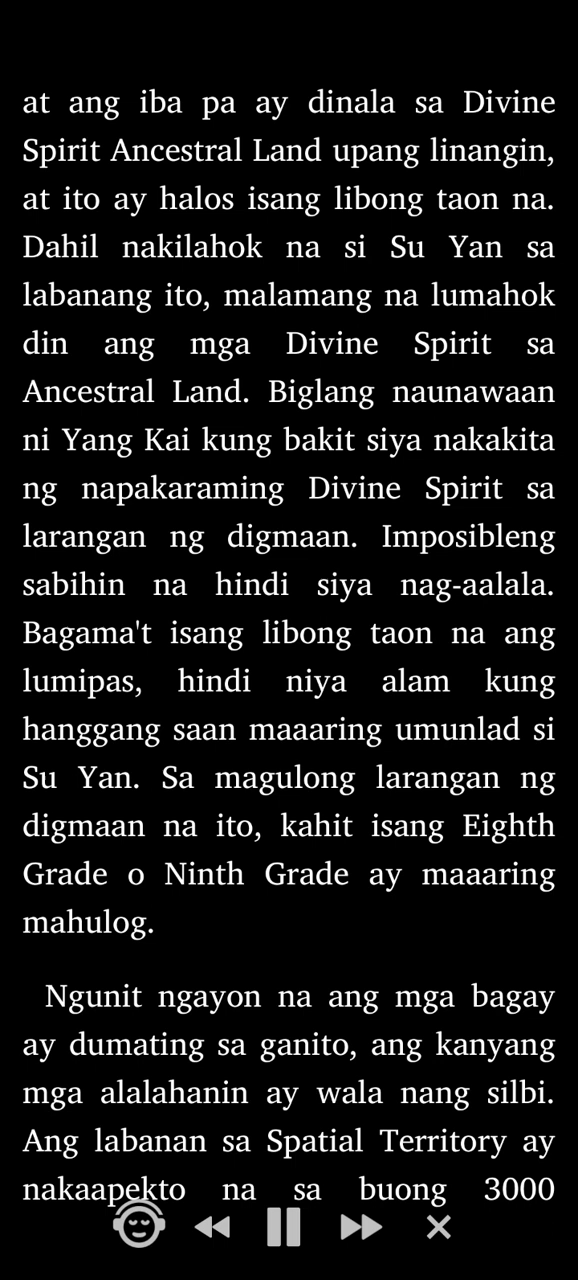 at ang iba pa ay dinala sa Divine
Spirit Ancestral Land upang linangin,
at ito ay halos isang libong taon na.
Dahil nakilahok na si Su Yan sa
labanang ito, malamang na lumahok
din ang mga Divine Spirit sa
Ancestral Land. Biglang naunawaan
ni Yang Kai kung bakit siya nakakita
ng napakaraming Divine Spirit sa
larangan ng digmaan. Imposibleng
sabihin na hindi siya nag-aalala.
Bagama't isang libong taon na ang
lumipas, hindi niya alam kung
hanggang saan maaaring umunlad si
Su Yan. Sa magulong larangan ng
digmaan na ito, kahit isang Eighth
Grade o Ninth Grade ay maaaring
mahulog.
Ngunit ngayon na ang mga bagay
ay dumating sa ganito, ang kanyang
mga alalahanin ay wala nang silbi.
Ang labanan sa Spatial Territory ay
nakaapekto na sa buong 3000